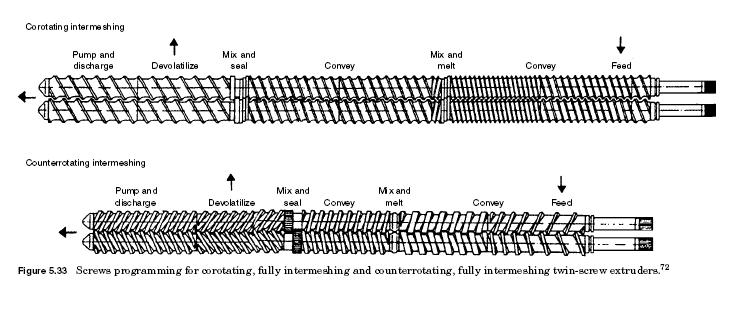 Corotating intermeshing
Pump and discharge
Devolatilize
Mix and seal
Convey
Mix and melt
Convey
Feed
Counterrotating intermeshing
Pump and discharge
Devolatilize
Mix and seal
Convey
Mix and melt
Convey
Feed
Figure 5.33 Screws programming for corotating, fully intermeshing and counterrotating, fully intermeshing twin-screw extruders.72